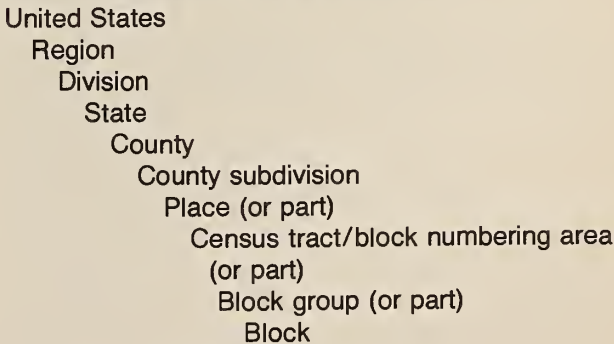 United States
Region
Division
State
County
County subdivision
Place (or part)
Census tract/block numbering area
(or part)
Block group (or part)
Block